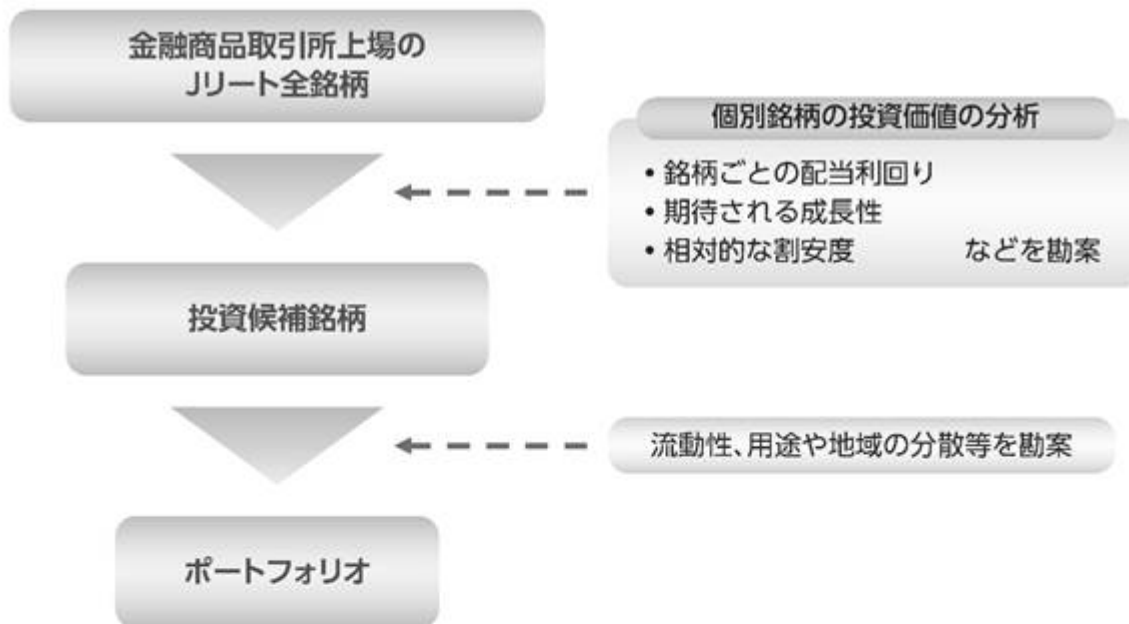 金融商品取引所上場の
Jリート全銘柄
個別銘柄の投資価値の分析
• 銘柄ごとの配当利回り
• 期待される成長性
• 相対的な割安度　　　　などを勘案
投資候補銘柄
流動性、用途や地域の分散等を勘案
ポートフォリオ